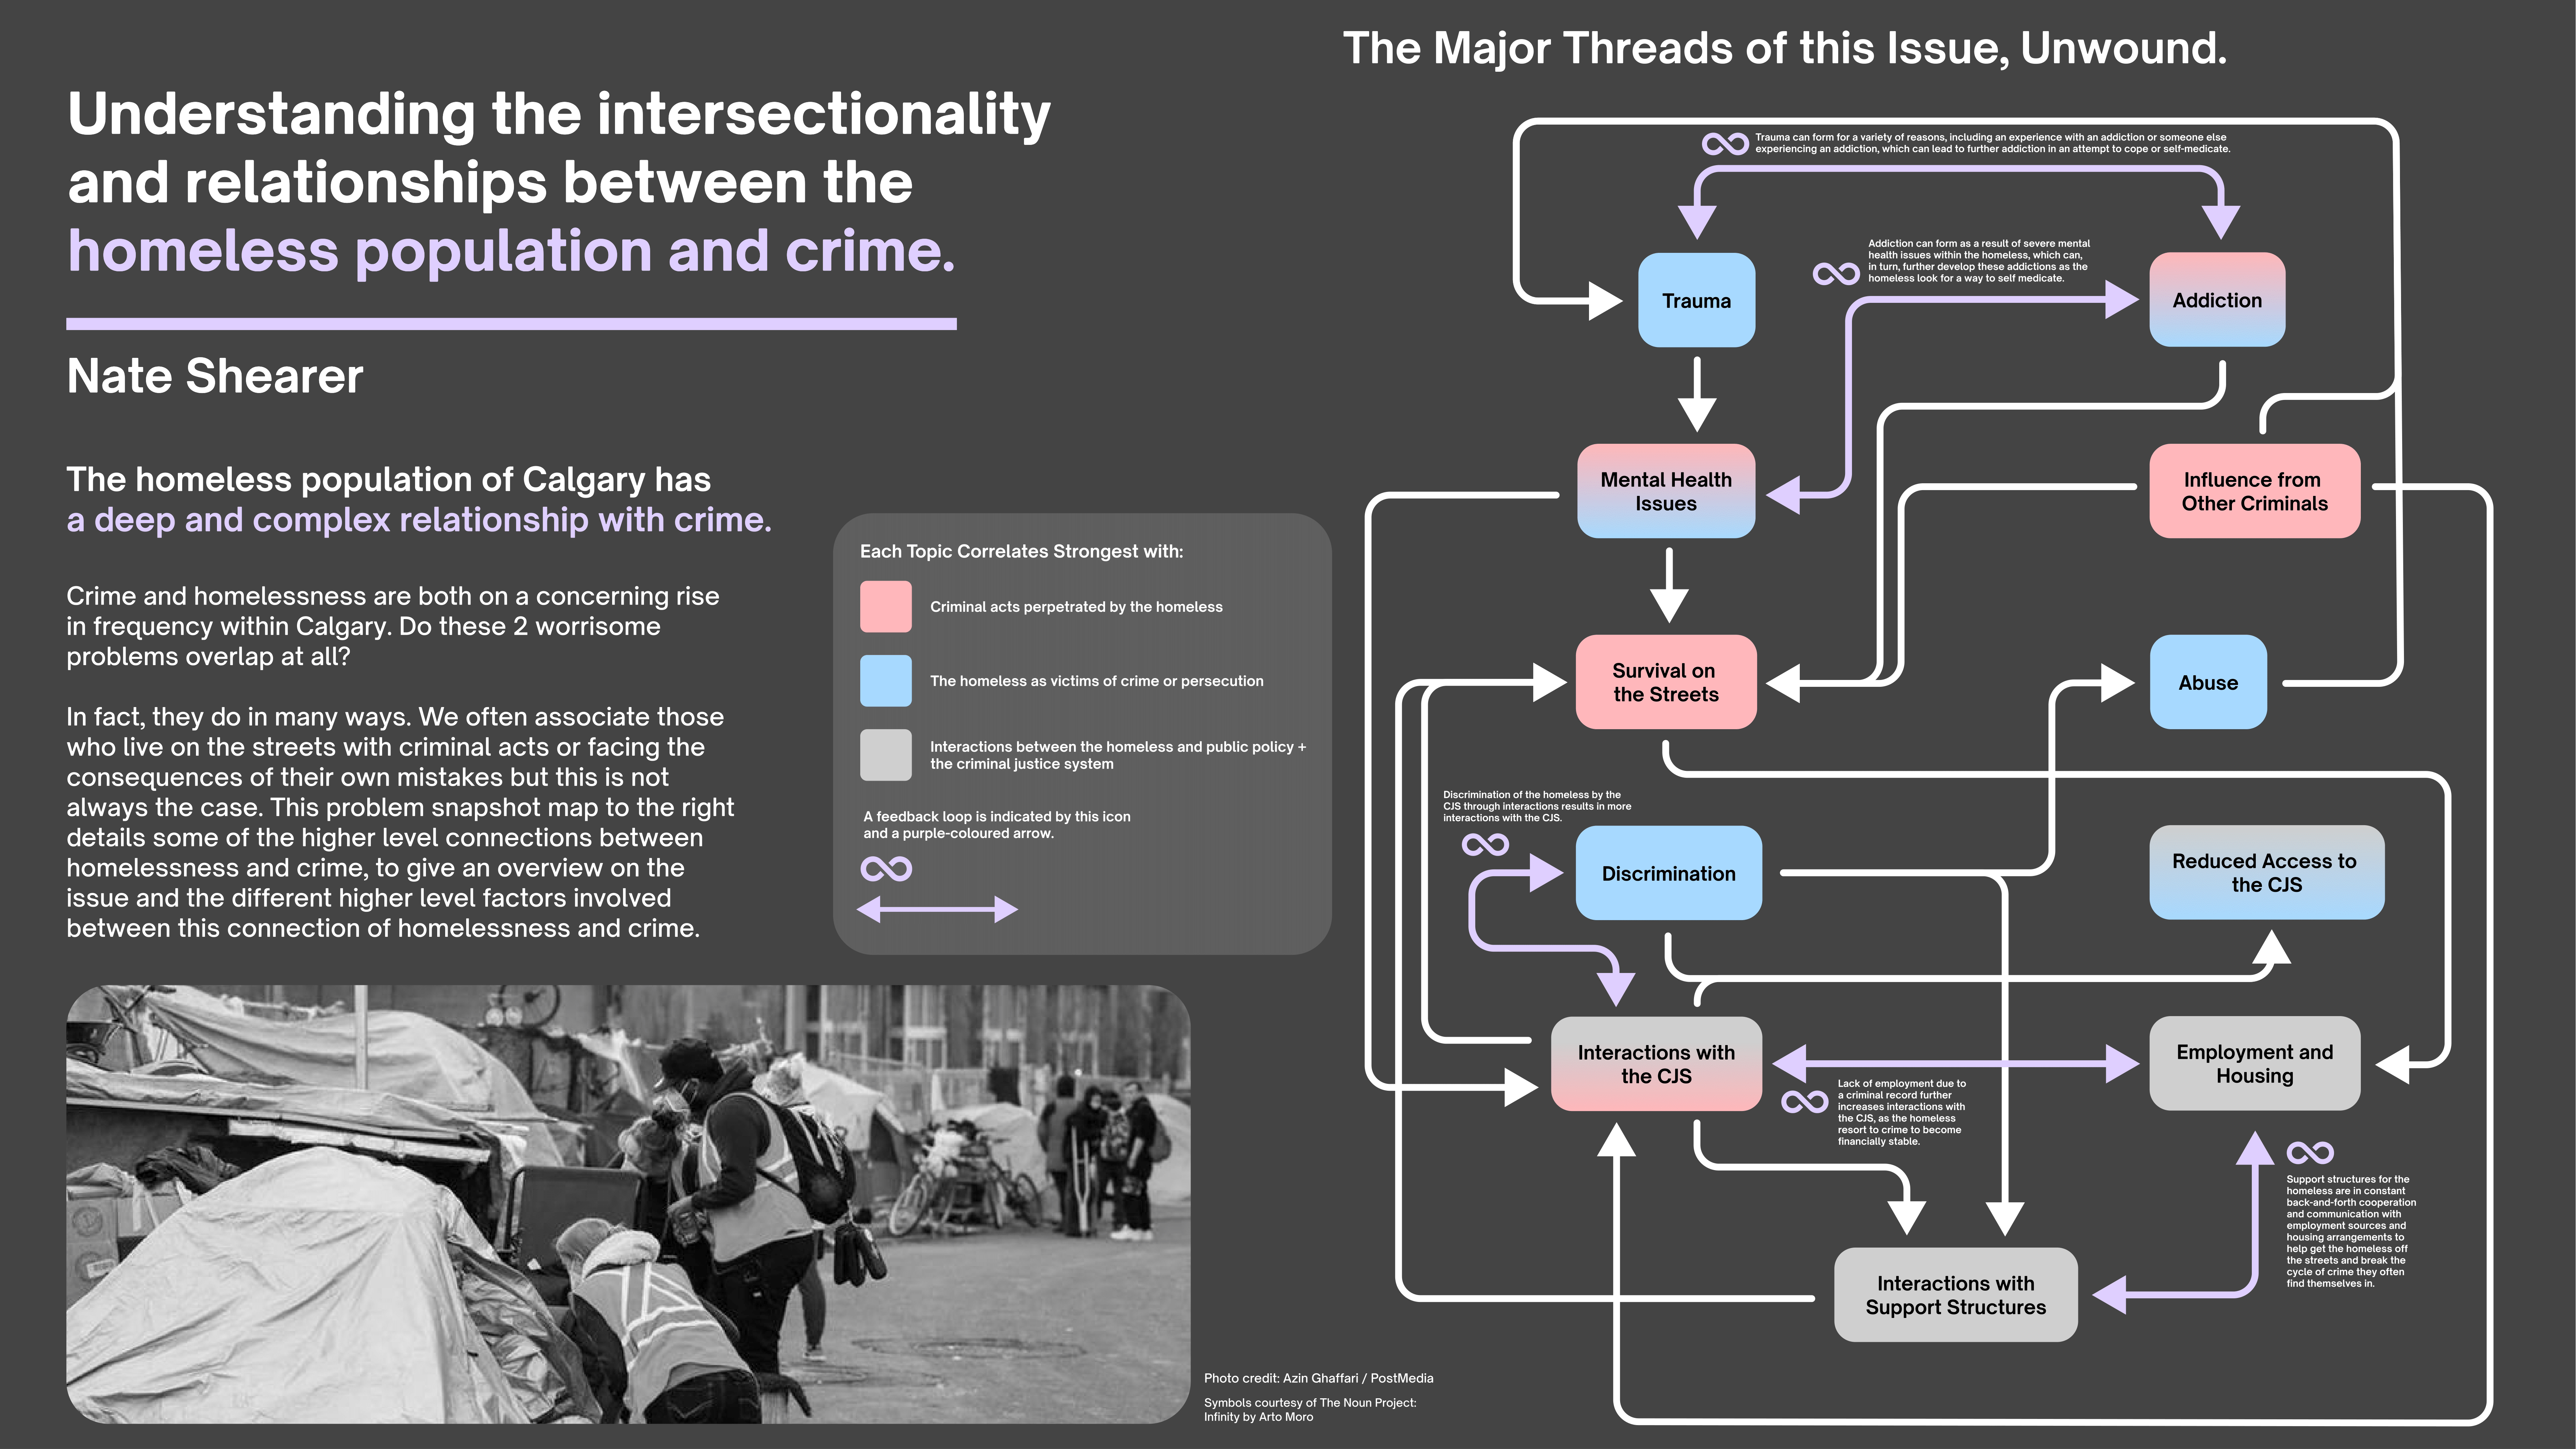 Understanding the intersectionality
and relationships between the
homeless population and crime.
Nate Shearer
The homeless population of Calgary has
a deep and complex relationship with crime.
Crime and homelessness are both on a concerning rise
in frequency within Calgary. Do these 2 worrisome
problems overlap at all?
In fact, they do in many ways. We often associate those
who live on the streets with criminal acts or facing the
consequences of their own mistakes but this is not
always the case. This problem snapshot map to the right
details some of the higher level connections between
homelessness and crime, to give an overview on the
issue and the different higher level factors involved
between this connection of homelessness and crime.
Each Topic Correlates Strongest with:
Criminal acts perpetrated by the homeless
The homeless as victims of crime or persecution
Interactions between the homeless and public policy +
the criminal justice system
A feedback loop is indicated by this icon
and a purple-coloured arrow.
Photo credit: Azin Ghaffari / PostMedia
Symbols courtesy of The Noun Project:
Infinity by Arto Moro
The Major Threads of this Issue, Unwound.
Trauma can form for a variety of reasons, including an experience with an addiction or someone else
experiencing an addiction, which can lead to further addiction in an attempt to cope or self-medicate.
Addiction can form as a result of severe mental
health issues within the homeless, which can,
in turn, further develop these addictions as the
homeless look for a way to self medicate.
Trauma
Addiction
Mental Health
Issues
Influence from
Other Criminals
Survival on
the Streets
Abuse
Discrimination of the homeless by the
CJS through interactions results in more
interactions with the CJS.
Discrimination
Reduced Access to
the CJS
Interactions with
the CJS
Employment and
Housing
Lack of employment due to
a criminal record further
increases interactions with
the CJS, as the homeless
resort to crime to become
financially stable.
Support structures for the
homeless are in constant
back-and-forth cooperation
and communication with
employment sources and
housing arrangements to
help get the homeless off
the streets and break the
cycle of crime they often
find themselves in.
Interactions with
Support Structures